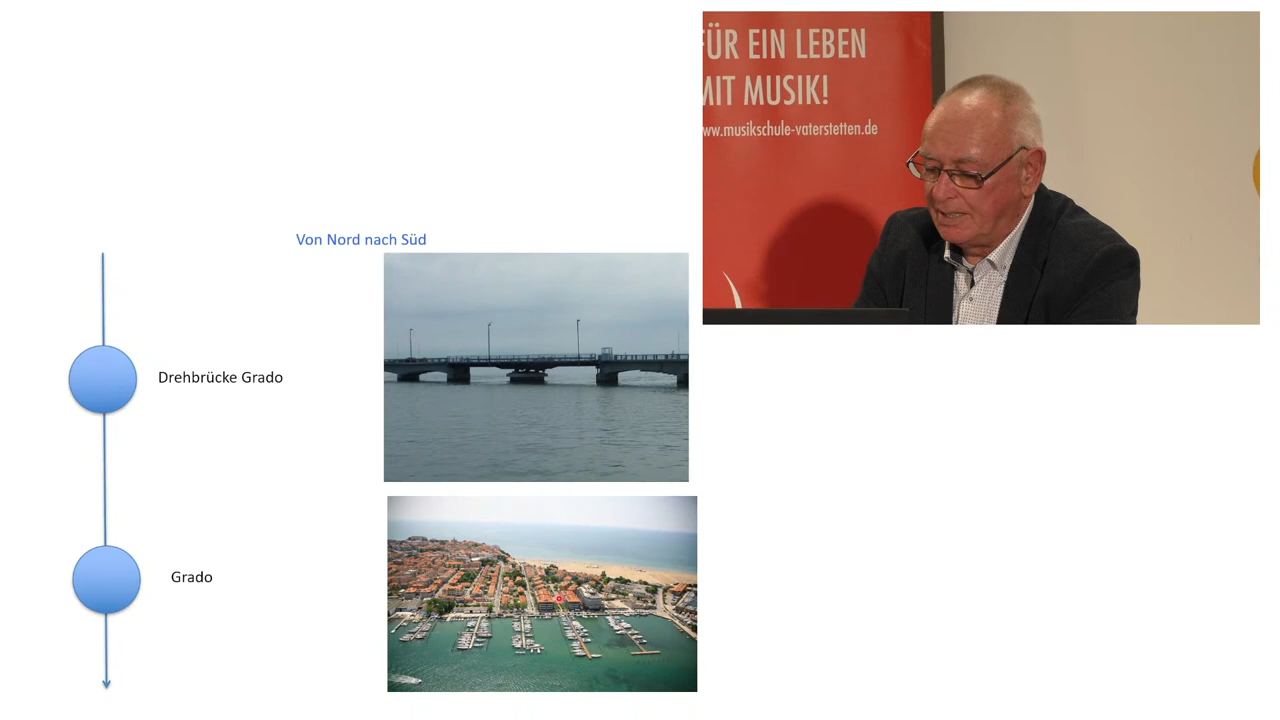 FÜR EIN LEBEN
MIT MUSIK!
www.musikschule-vaterstetten.de
Von Nord nach Süd
Drehbrücke Grado
Grado